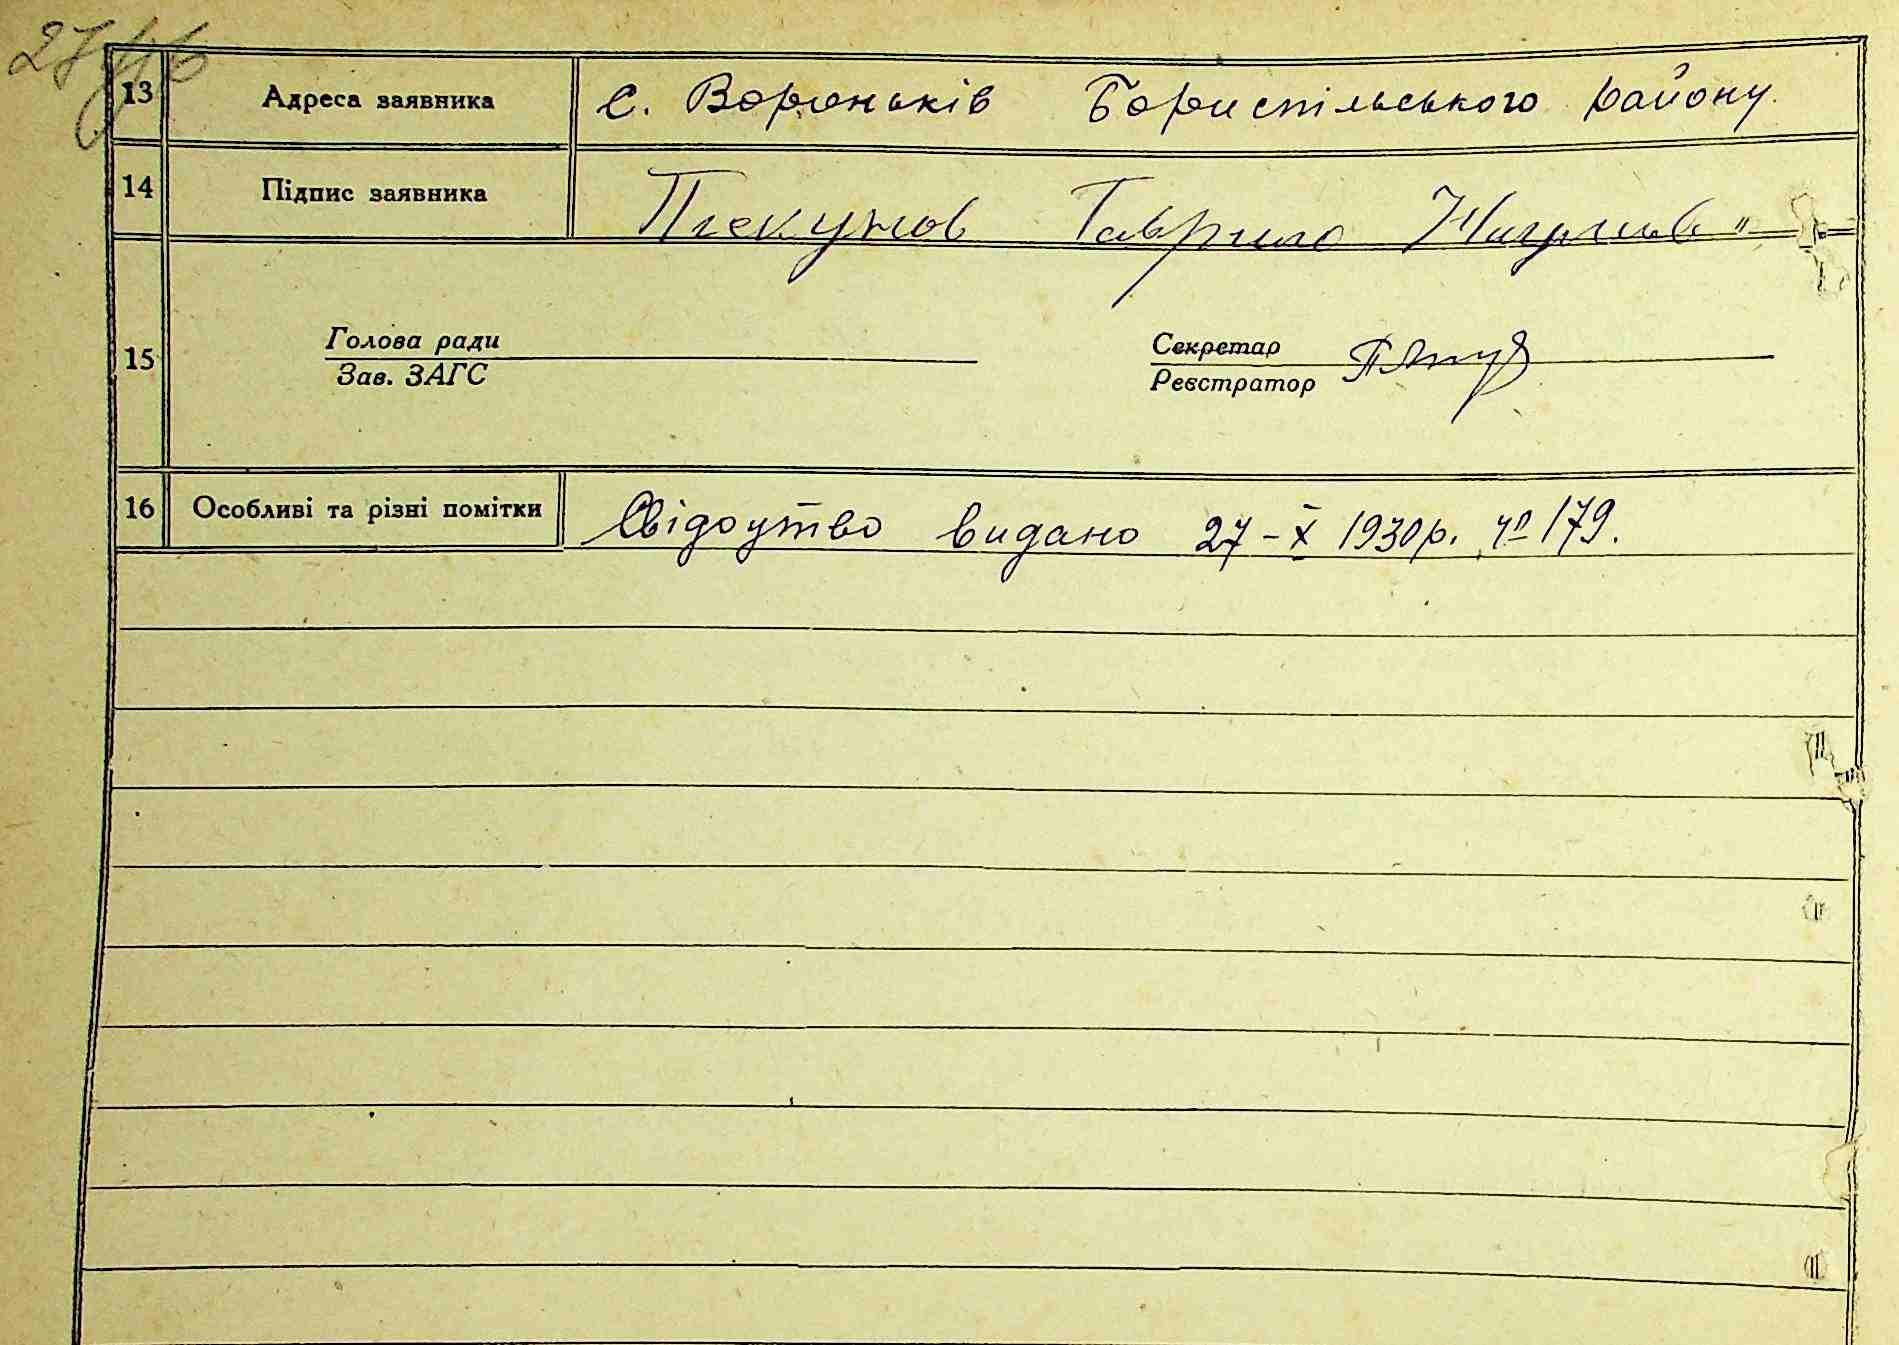 13 Адреса заявника с. Вороньків Бориспільського району
14 Підпис заявника Гаврило
15 Голова ради Секретар
Зав. ЗАГС Реєстратор
16 Особливі та різні помітки Свідоцтво видано 27-X 1930р. № 179.